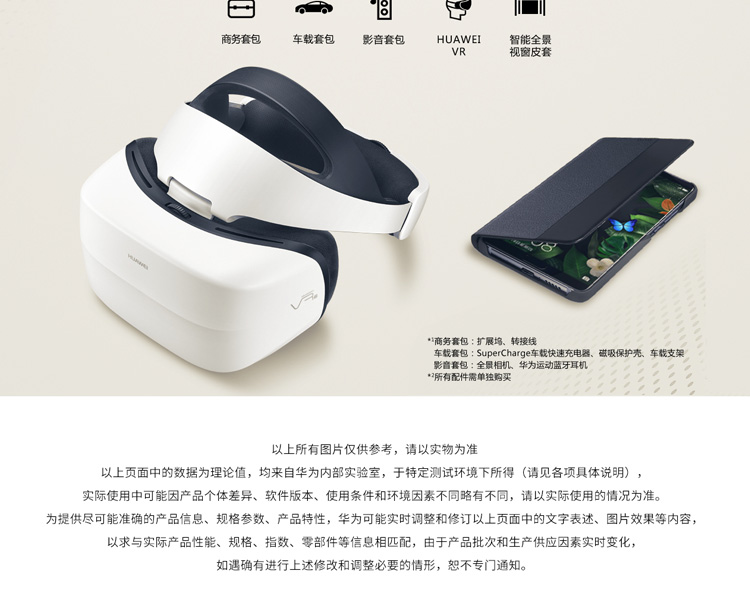 商务套包
车载套包
影音套包
HUAWEI
VR
智能全景
视窗皮套
HUAWEI
VR2
08
*1商务套包：扩展坞、转接线
车载套包：SuperCharge车载快速充电器、磁吸保护壳、车载支架
影音套包：全景相机、华为运动蓝牙耳机
*2所有配件需单独购买
以上所有图片仅供参考，请以实物为准
以上页面中的数据为理论值，均来自华为内部实验室，于特定测试环境下所得（请见各项具体说明），
实际使用中可能因产品个体差异、软件版本、使用条件和环境因素不同略有不同，请以实际使用的情况为准。
为提供尽可能准确的产品信息、规格参数、产品特性，华为可能实时调整和修订以上页面中的文字表述、图片效果等内容，
以求与实际产品性能、规格、指数、零部件等信息相匹配，由于产品批次和生产供应因素实时变化，
如遇确有进行上述修改和调整必要的情形，恕不专门通知。